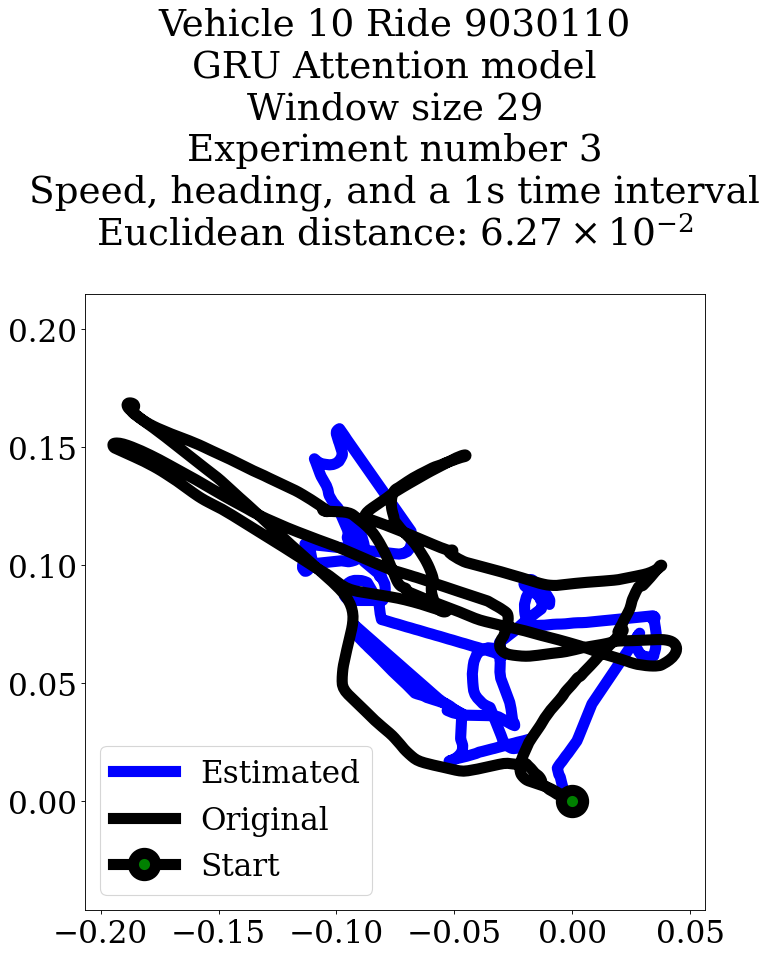 Vehicle 10 Ride 9030110
GRU Attention model
Window size 29
Experiment number 3
Speed, heading, and a 1s time interval
Euclidean distance: 6.27 × 10⁻²
0.20
0.15
0.10
0.05
0.00
Estimated
Original
Start
−0.20 −0.15 −0.10 −0.05 0.00 0.05